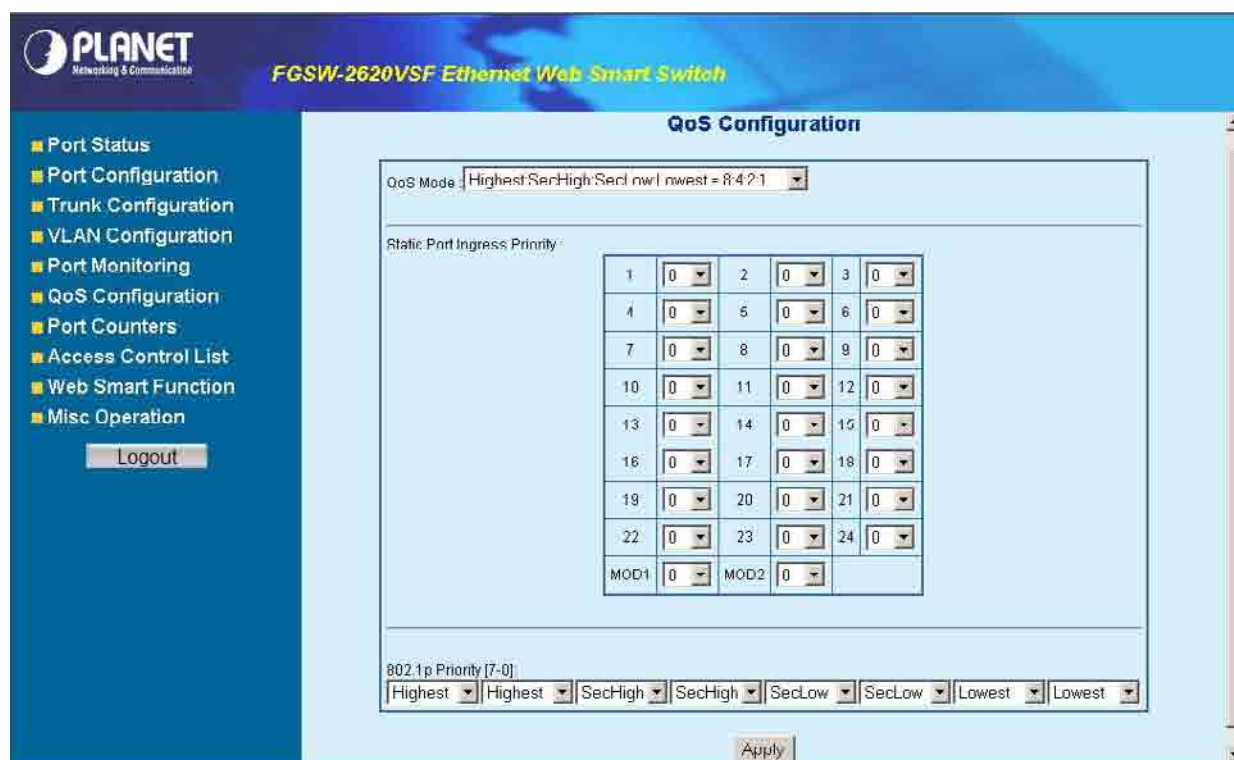 PLANET
Networking & Communication
FGSW-2620VSF Ethernet Web Smart Switch
Port Status
Port Configuration
Trunk Configuration
VLAN Configuration
Port Monitoring
QoS Configuration
Port Counters
Access Control List
Web Smart Function
Misc Operation
Logout
QoS Configuration
QoS Mode : Highest:SecHigh:SecLow:Lowest = 8:4:2:1
Static Port Ingress Priority :
1 0 2 0 3 0
4 0 5 0 6 0
7 0 8 0 9 0
10 0 11 0 12 0
13 0 14 0 15 0
16 0 17 0 18 0
19 0 20 0 21 0
22 0 23 0 24 0
MOD1 0 MOD2 0
802.1p Priority [7-0]:
Highest Highest SecHigh SecHigh SecLow SecLow Lowest Lowest
Apply